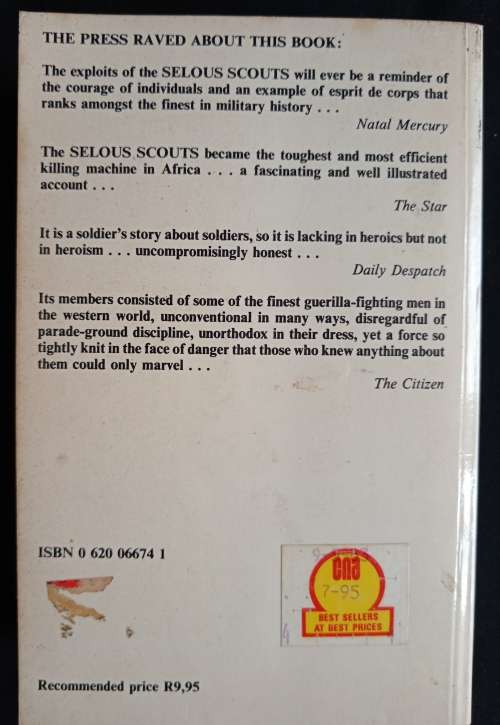 THE PRESS RAVED ABOUT THIS BOOK:
The exploits of the SELOUS SCOUTS will ever be a reminder of
the courage of individuals and an example of esprit de corps that
ranks amongst the finest in military history . . .
Natal Mercury
The SELOUS SCOUTS became the toughest and most efficient
killing machine in Africa . . . a fascinating and well illustrated
account . . .
The Star
It is a soldier's story about soldiers, so it is lacking in heroics but not
in heroism . . . uncompromisingly honest . . .
Daily Despatch
Its members consisted of some of the finest guerilla-fighting men in
the western world, unconventional in many ways, disregardful of
parade-ground discipline, unorthodox in their dress, yet a force so
tightly knit in the face of danger that those who knew anything about
them could only marvel . . .
The Citizen
ISBN 0 620 06674 1
cna
7-95
BEST SELLERS
AT BEST PRICES
Recommended price R9,95